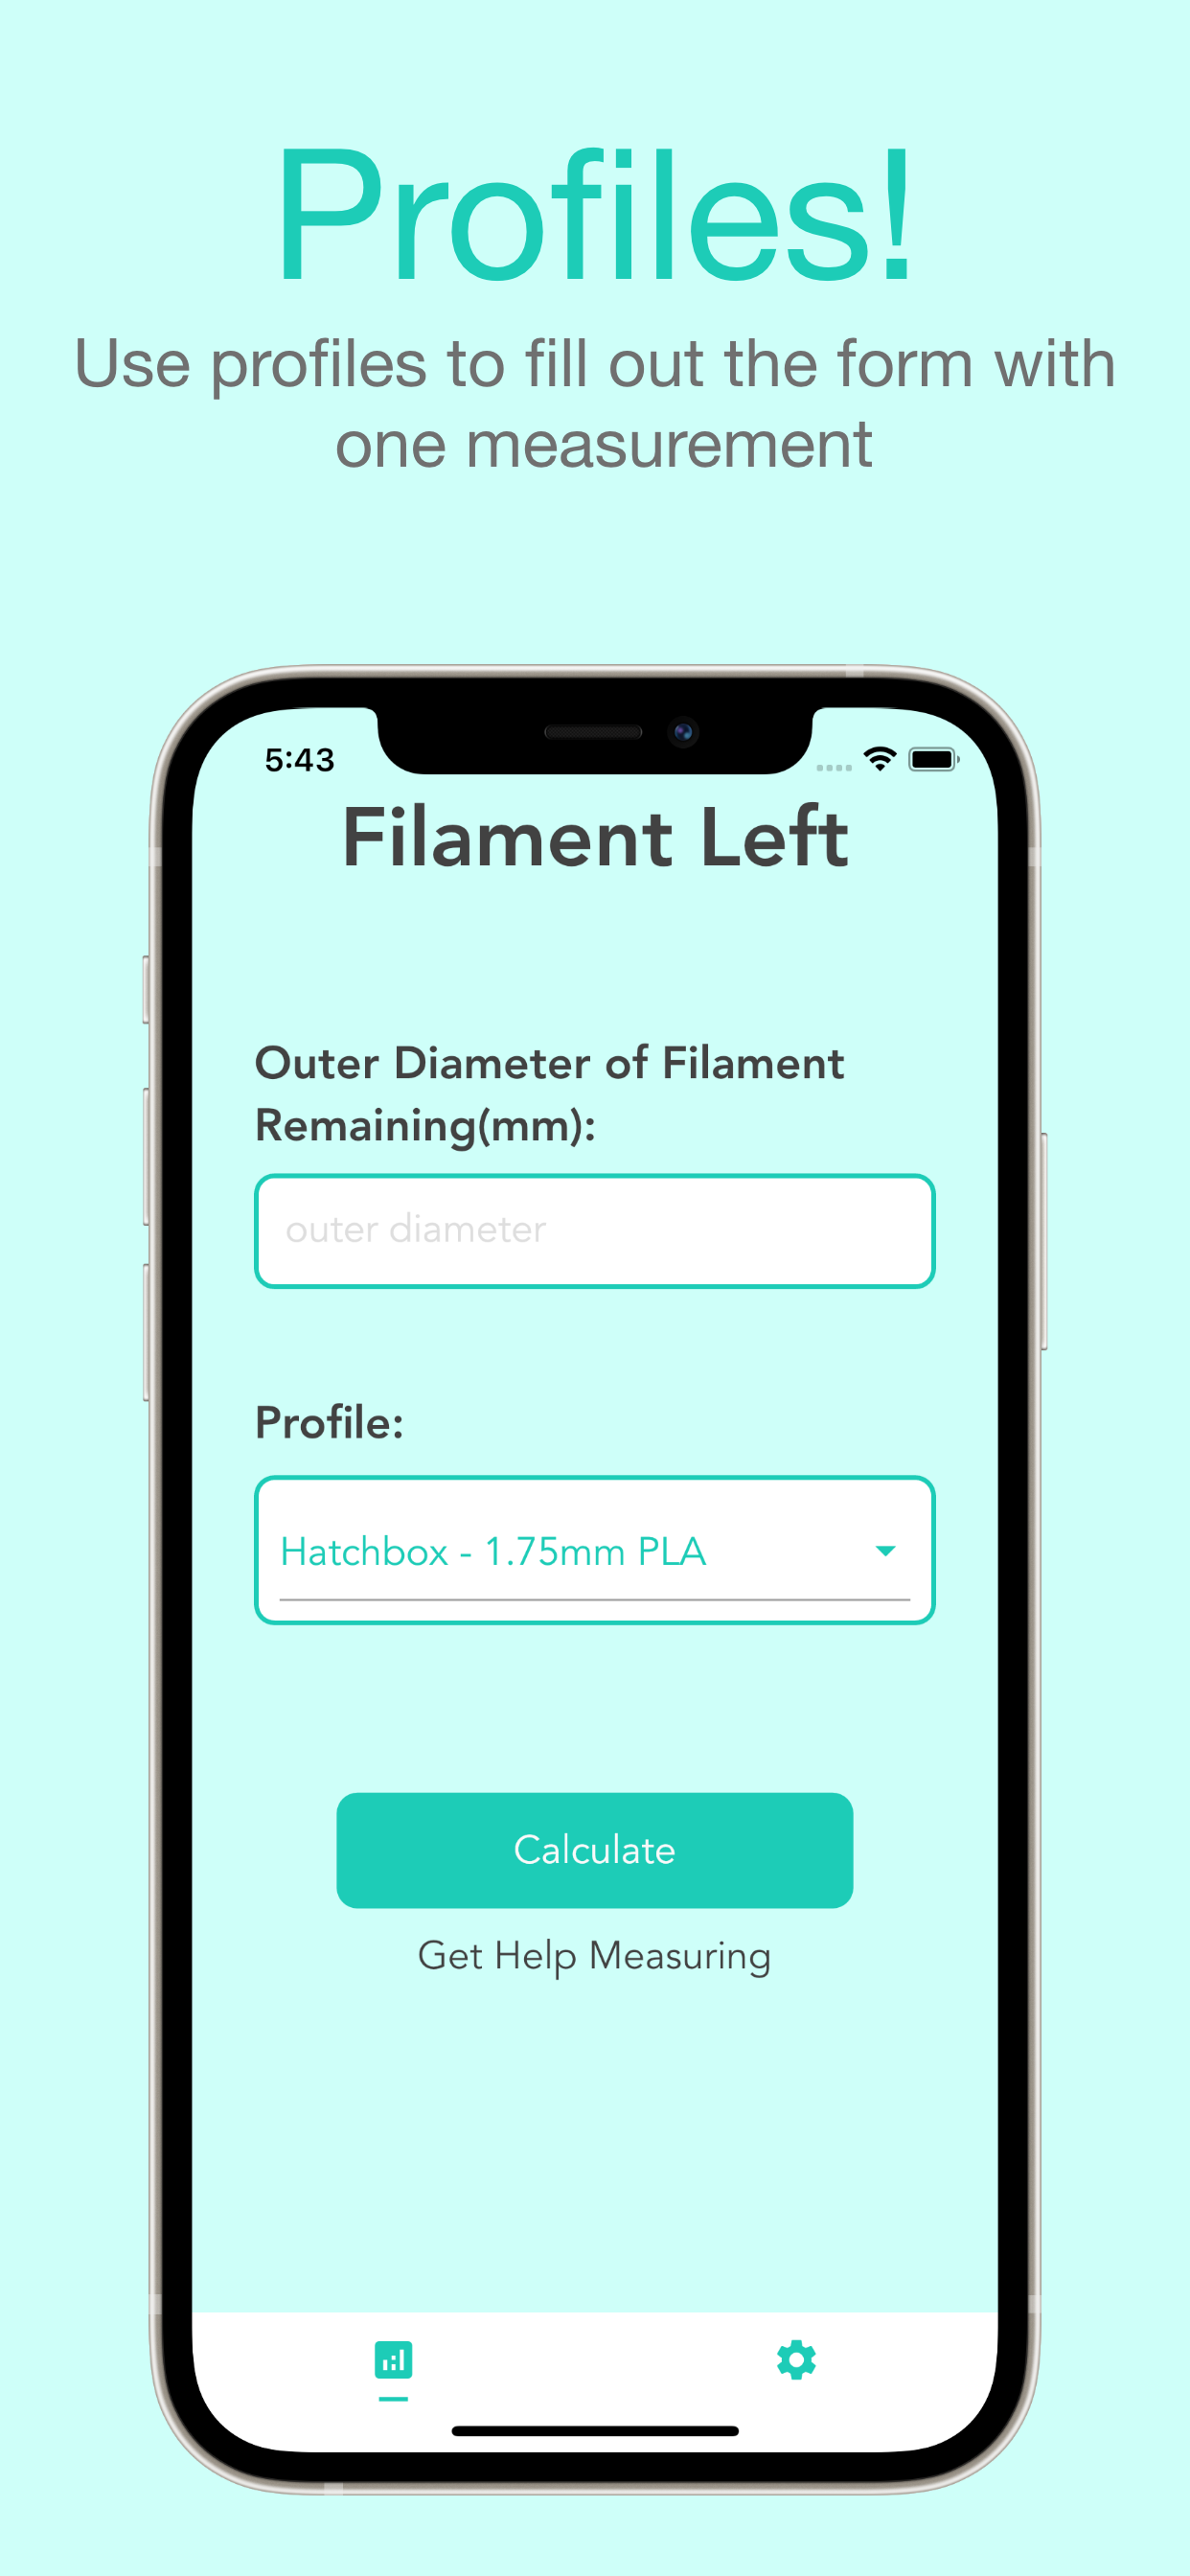 Profiles!
Use profiles to fill out the form with
one measurement
5:43
Filament Left
Outer Diameter of Filament
Remaining(mm):
outer diameter
Profile:
Hatchbox - 1.75mm PLA
Calculate
Get Help Measuring